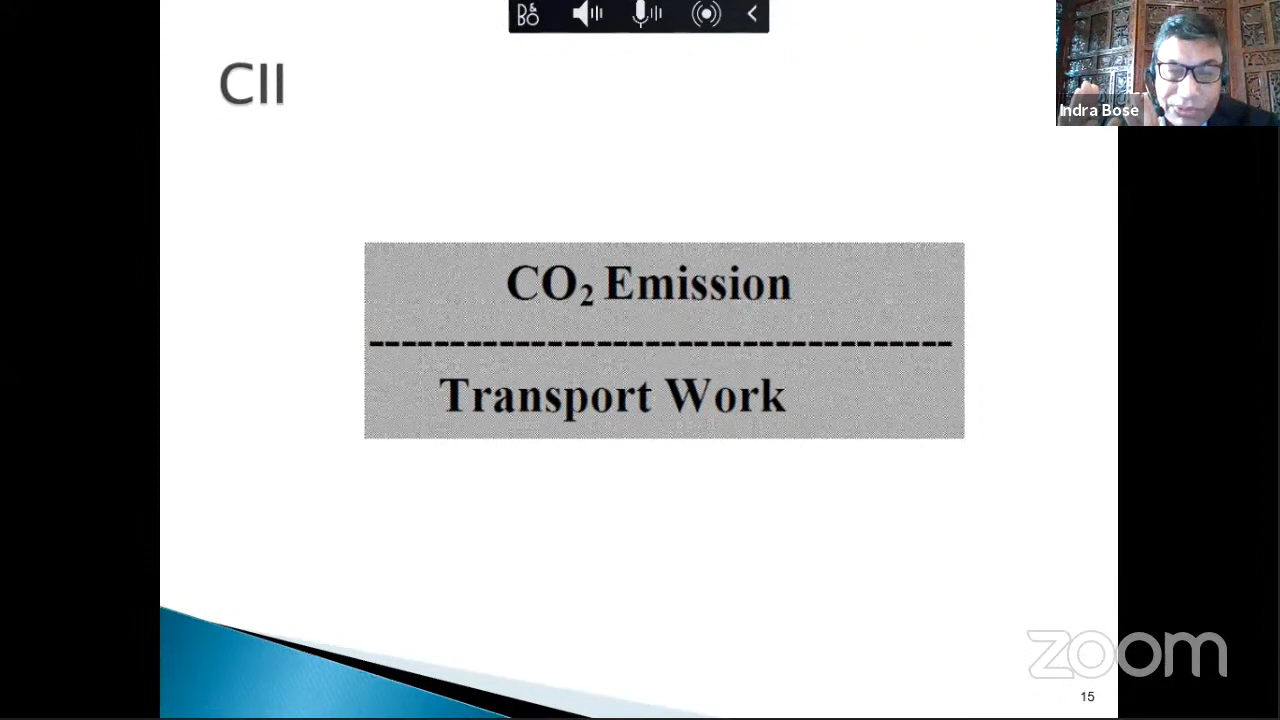 B&O
CII
Indra Bose
CO₂ Emission
Transport Work
zoom
15